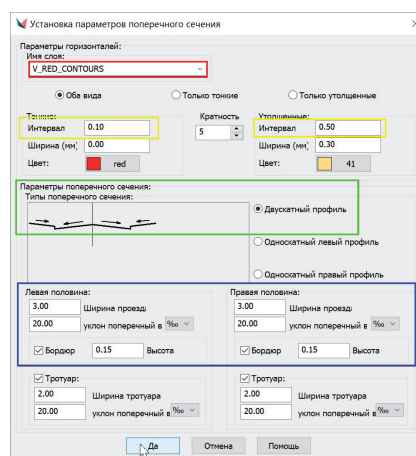 Установка параметров поперечного сечения
Параметры горизонталей:
Имя слоя:
V_RED_CONTOURS
Оба вида
Только тонкие
Только утолщенные
Тонкие:
Кратность
Утолщенные:
Интервал 0.10
5
Интервал 0.50
Ширина (мм 0.00
Ширина (мм 0.30
Цвет: red
Цвет: 41
Параметры поперечного сечения:
Типы поперечного сечения:
Двускатный профиль
Односкатный левый профиль
Односкатный правый профиль
Левая половина:
Правая половина:
3.00 Ширина проезд
3.00 Ширина проезд
20.00 уклон поперечный в ‰
20.00 уклон поперечный в ‰
Бордюр 0.15 Высота
Бордюр 0.15 Высота
Тротуар:
Тротуар:
2.00 Ширина тротуара
2.00 Ширина тротуара
20.00 уклон поперечный в ‰
20.00 уклон поперечный в ‰
Да Отмена Помощь